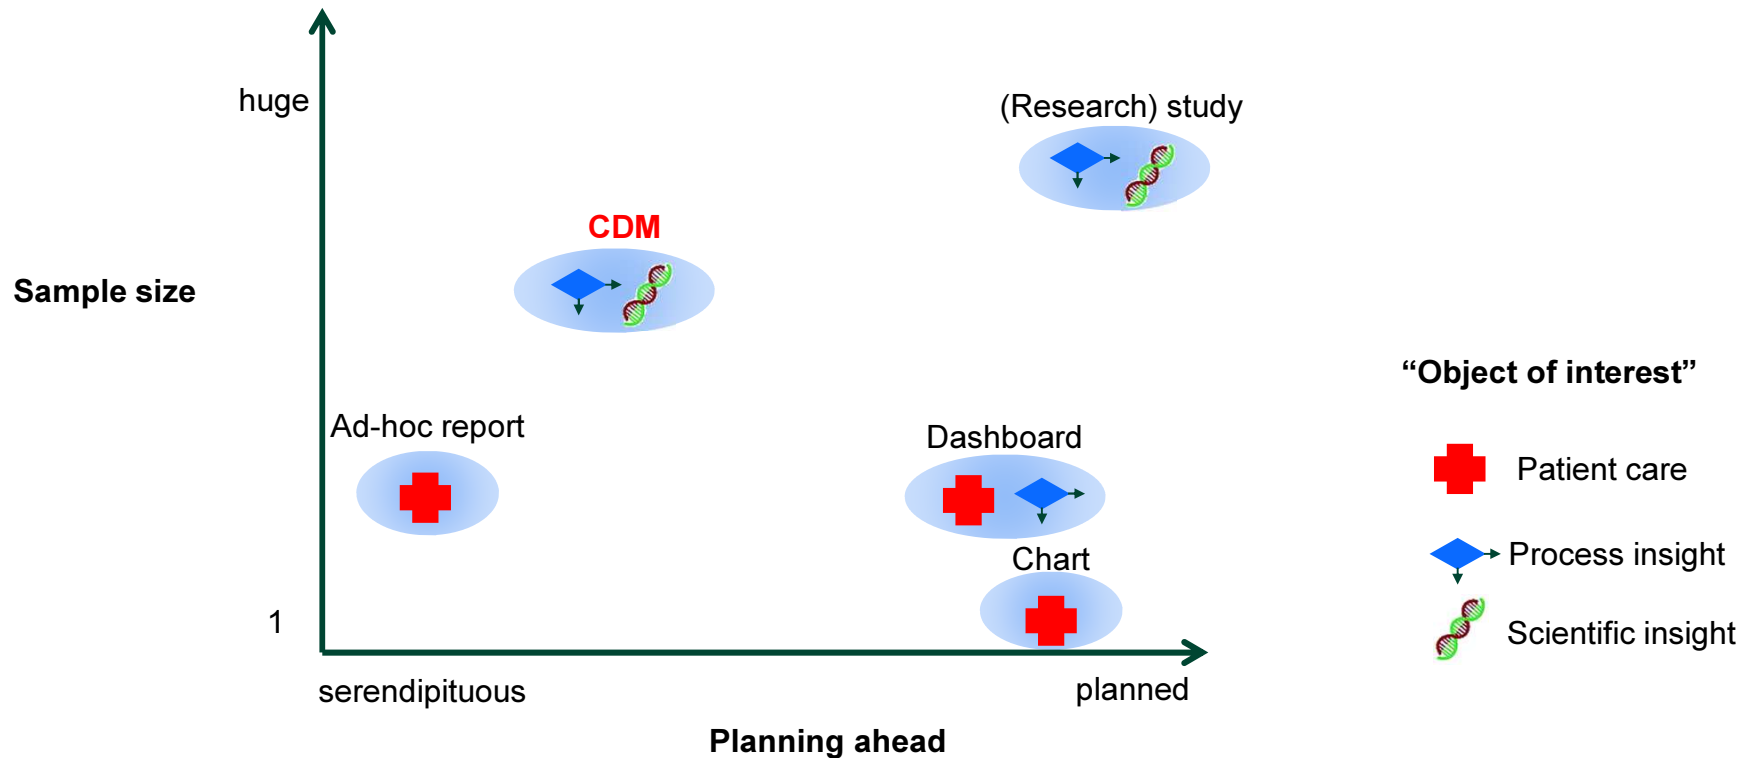 huge
(Research) study
CDM
Sample size
“Object of interest”
Ad-hoc report
Dashboard
Patient care
Chart
Process insight
1
Scientific insight
serendipituous
planned
Planning ahead